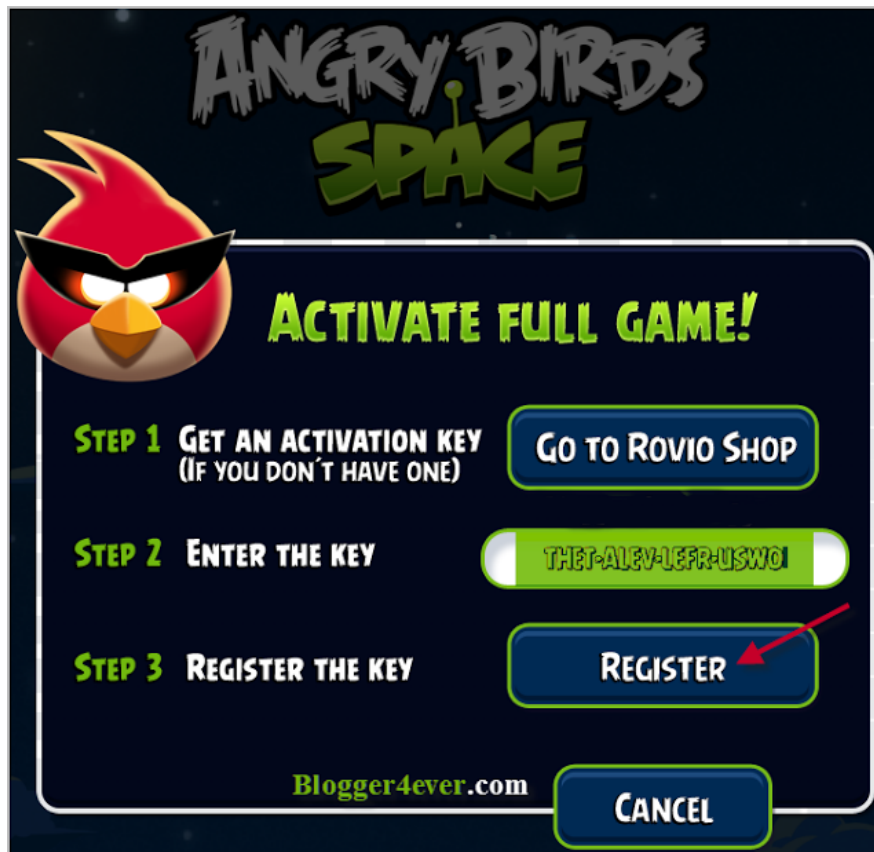 ANGRY BIRDS
SPACE
ACTIVATE FULL GAME!
STEP 1 GET AN ACTIVATION KEY
(IF YOU DON´T HAVE ONE)
GO TO ROVIO SHOP
STEP 2 ENTER THE KEY
THET-ALEV-LEFR-USWO
STEP 3 REGISTER THE KEY
REGISTER
Blogger4ever.com
CANCEL